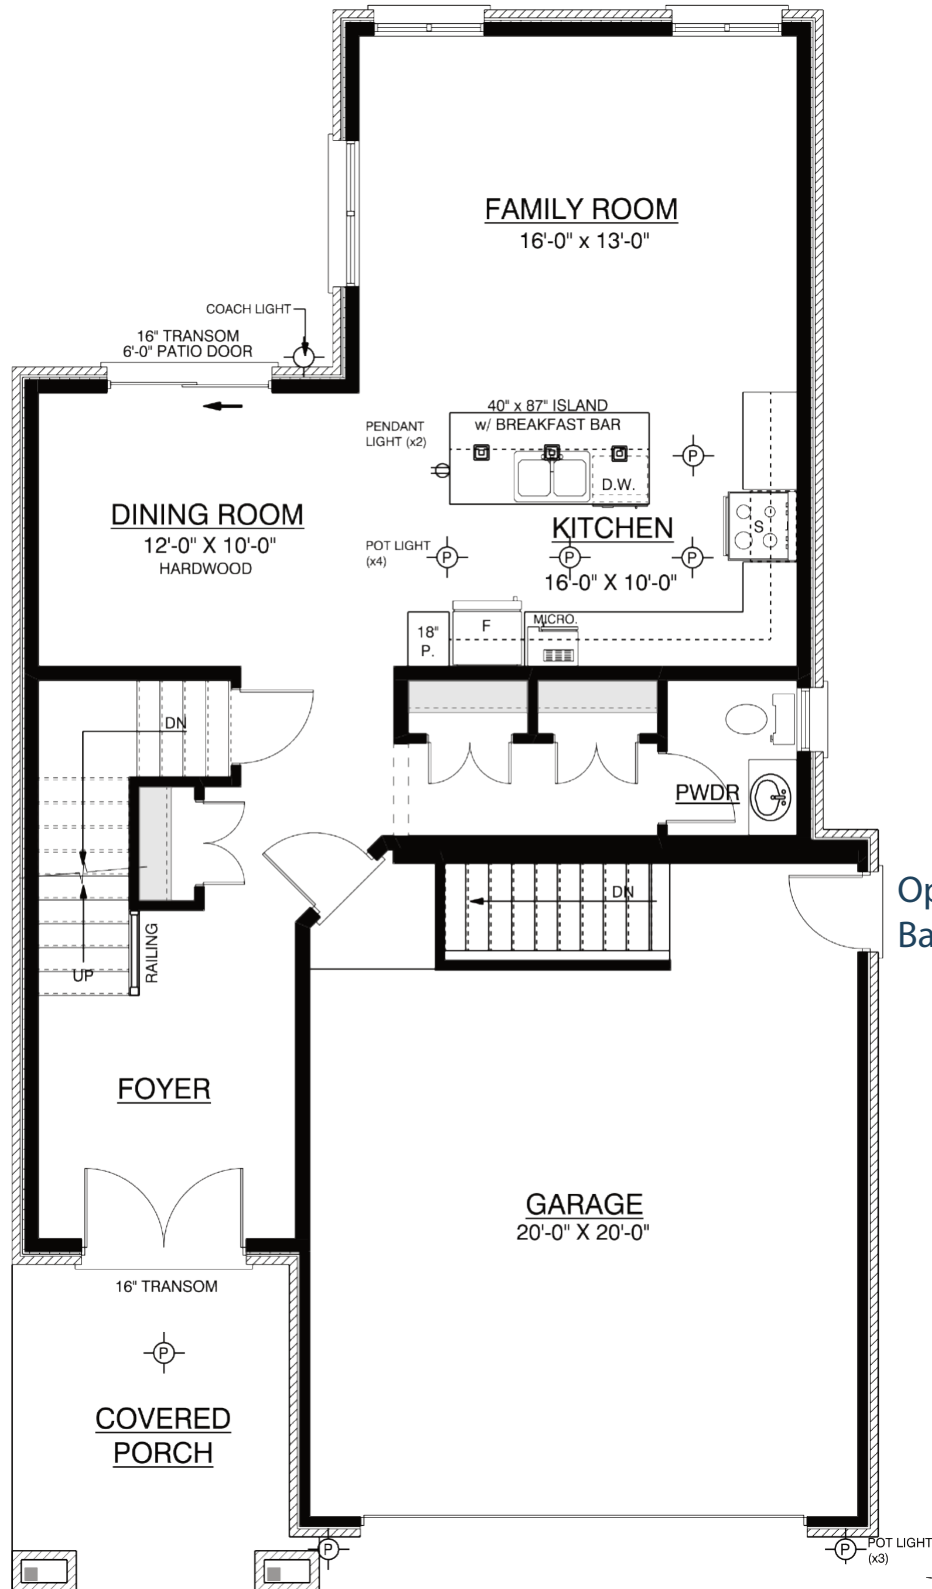 FAMILY ROOM
16'-0" x 13'-0"
COACH LIGHT
16" TRANSOM
6'-0" PATIO DOOR
40" x 87" ISLAND
w/ BREAKFAST BAR
PENDANT
LIGHT (x2)
P
D.W.
DINING ROOM
12'-0" X 10'-0"
HARDWOOD
KITCHEN
16'-0" X 10'-0"
S
POT LIGHT
(x4)
P
P
P
18"
P.
F
MICRO.
DN
PWDR
DN
UP
RAILING
Op
Ba
FOYER
GARAGE
20'-0" X 20'-0"
16" TRANSOM
P
COVERED
PORCH
P
P
POT LIGHT
(x3)